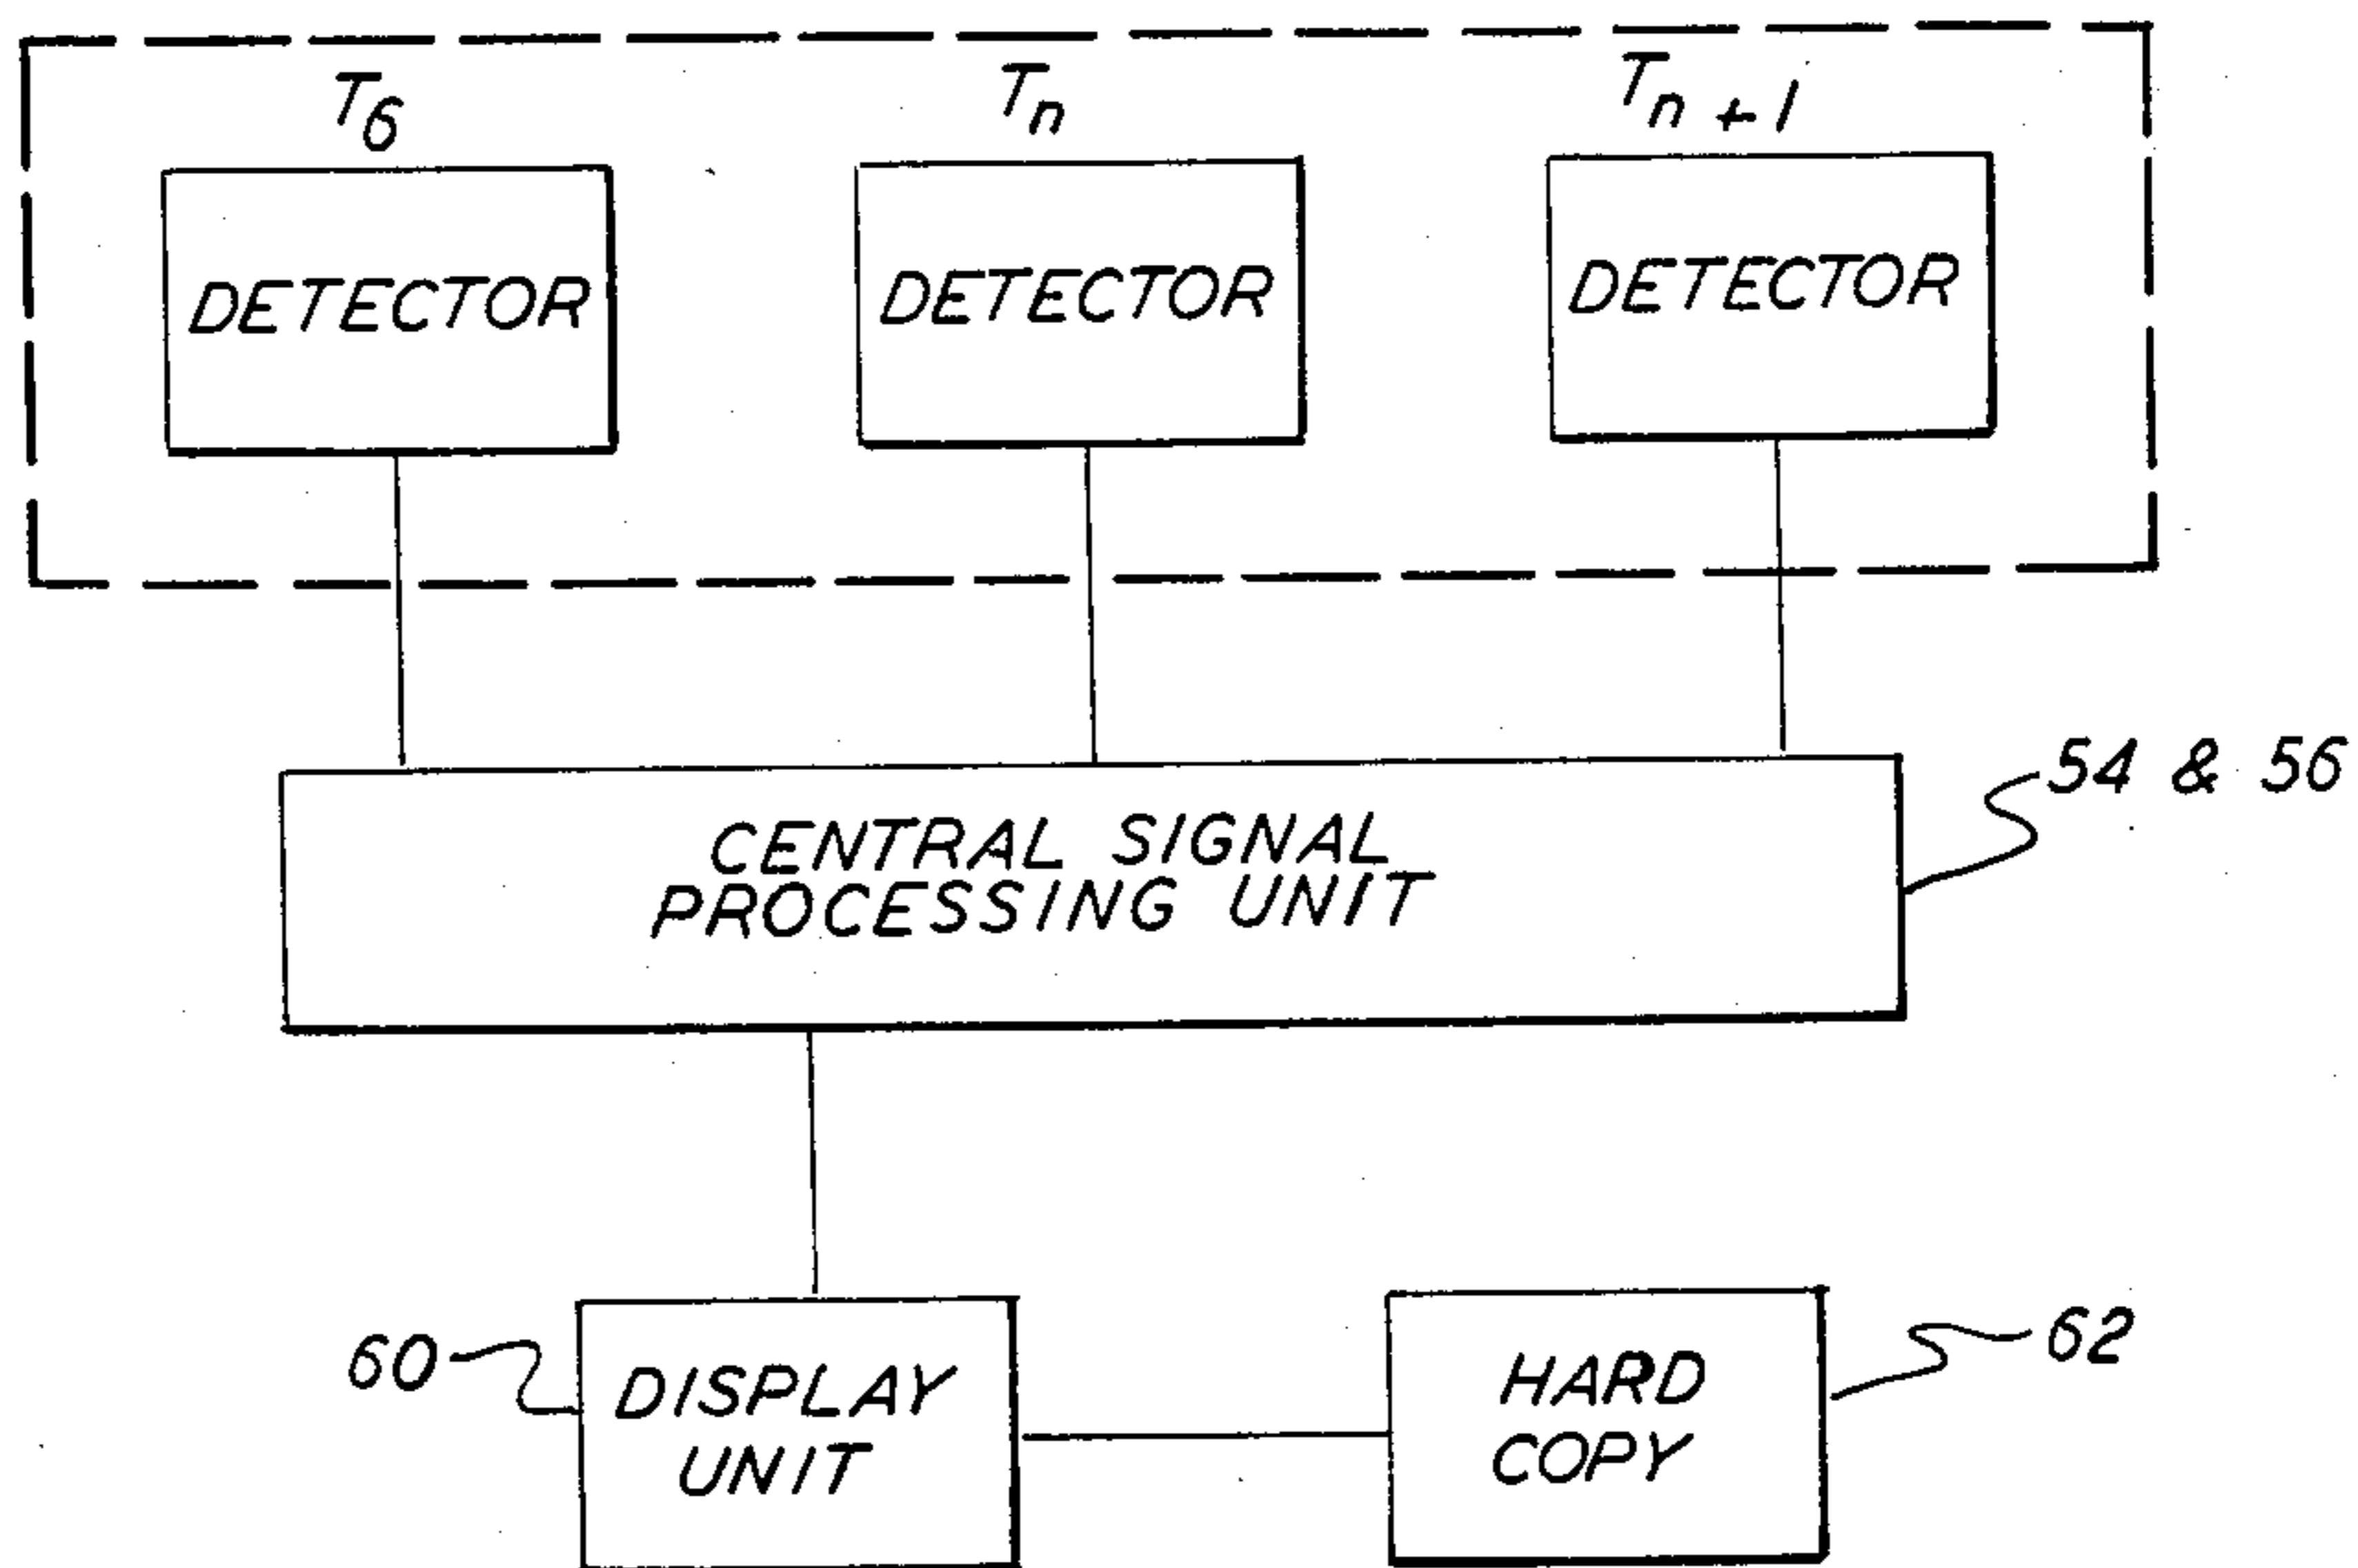 T6 Tn Tn + 1
DETECTOR DETECTOR DETECTOR
54 & 56
CENTRAL SIGNAL
PROCESSING UNIT
60
DISPLAY
UNIT
HARD
COPY
62